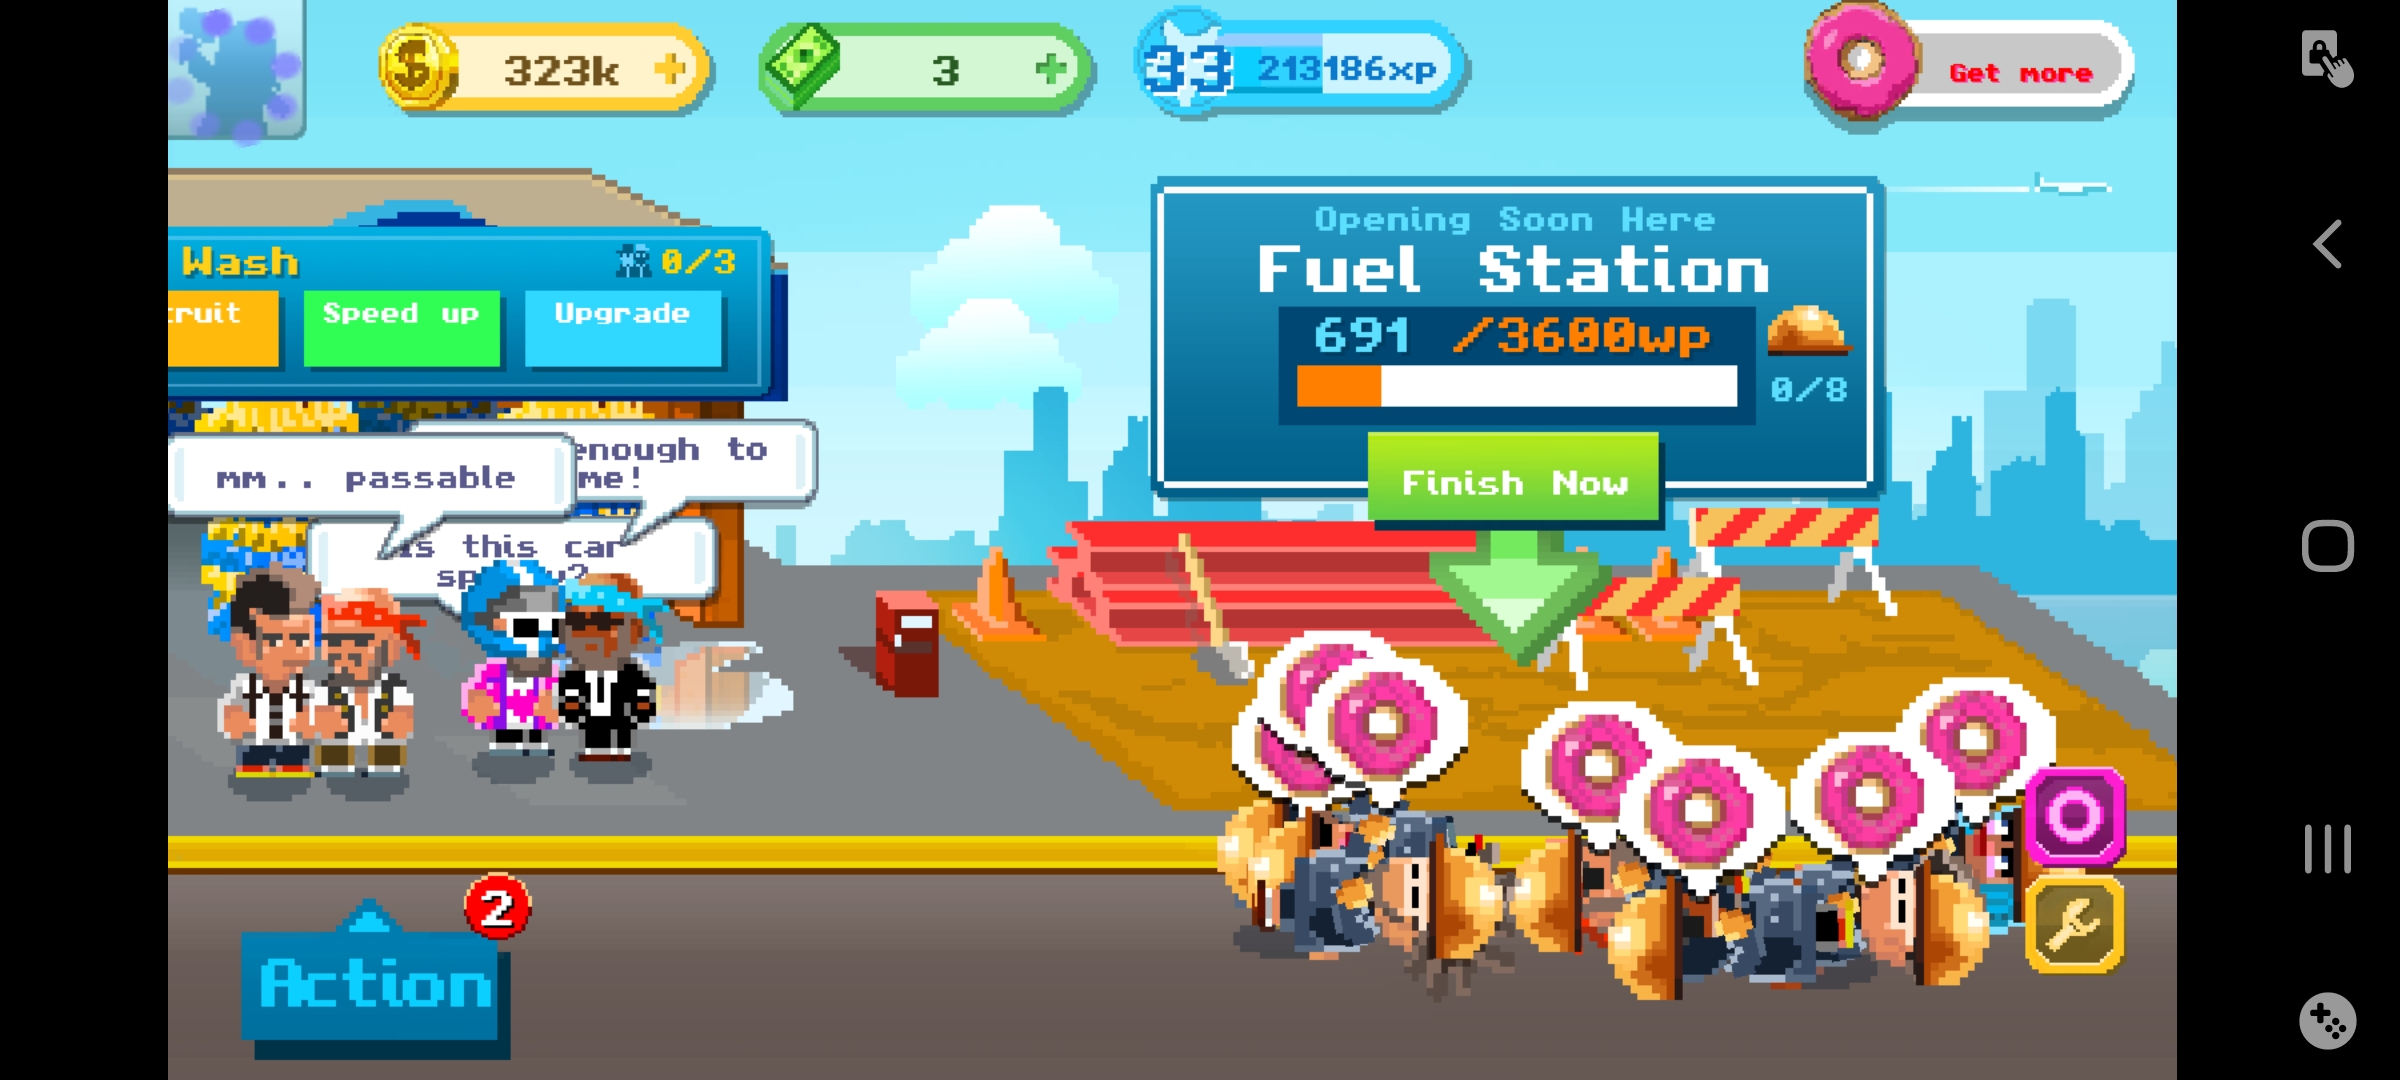 323k
3
33
213186xp
Get more
Wash
0/3
Speed up
Upgrade
Opening Soon Here
Fuel Station
691 /3600wp
0/8
Finish Now
enough to
me!
mm.. passable
is this car
Action
2